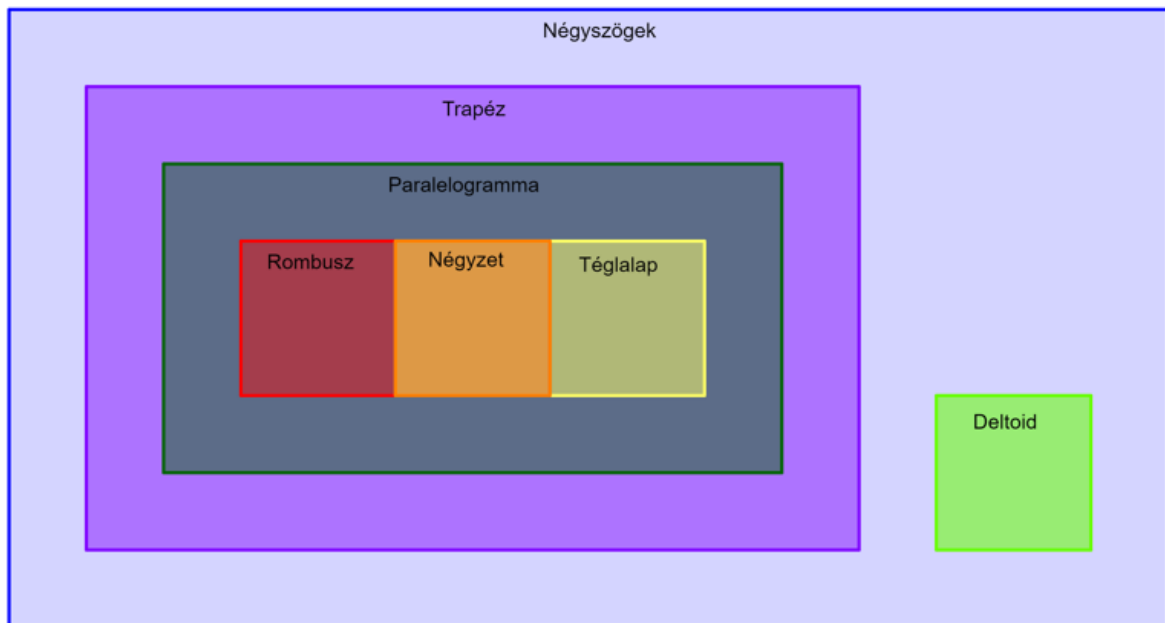 Négyszögek
Trapéz
Paralelogramma
Rombusz
Négyzet
Téglalap
Deltoid